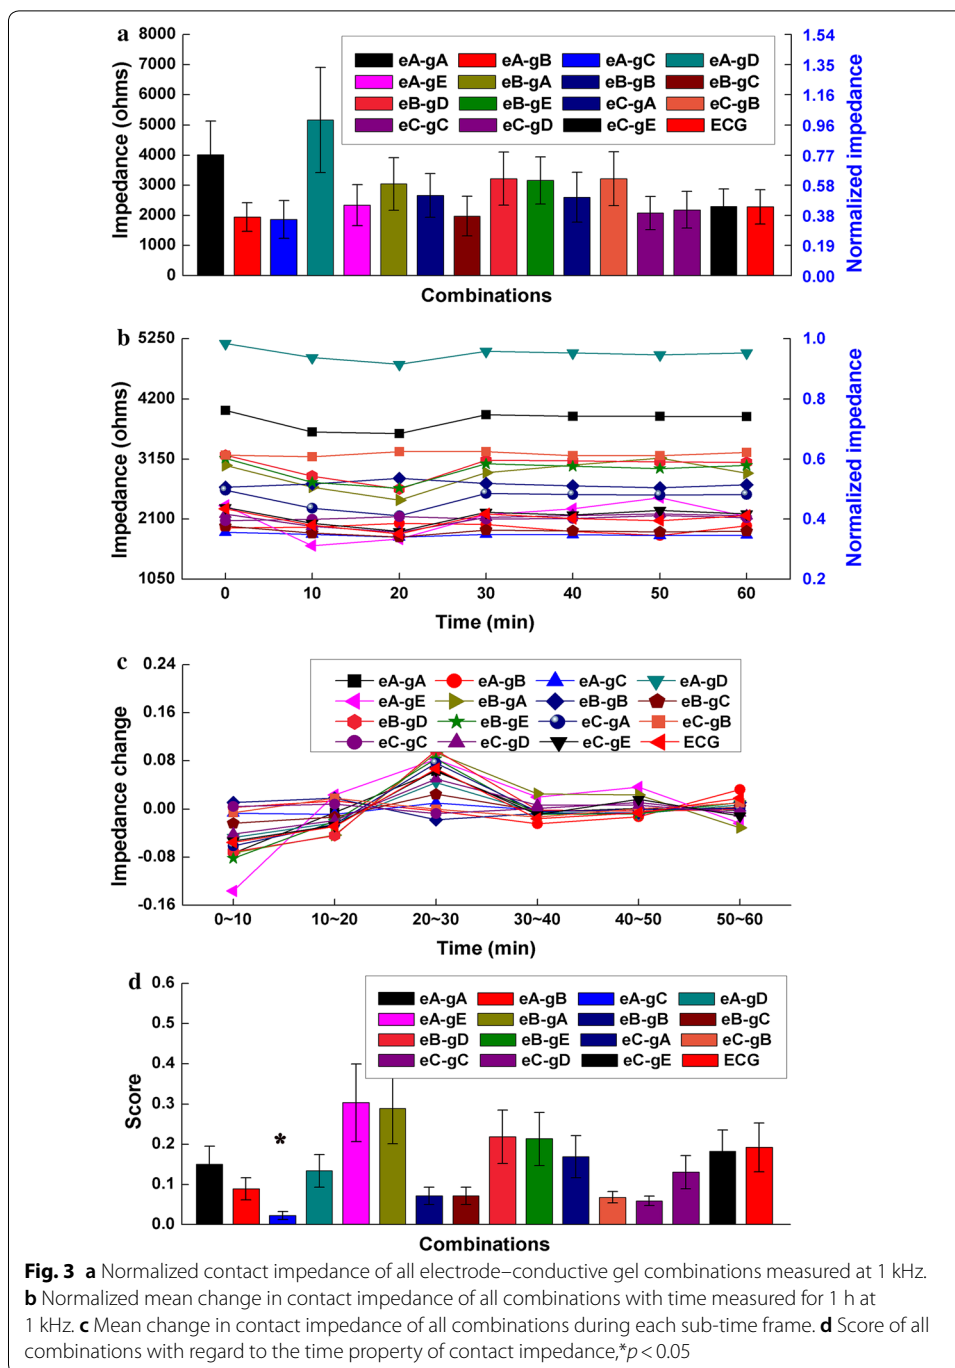 a
8000
7000
6000
5000
4000
3000
2000
1000
0
Impedance (ohms)
eA-gA eA-gB eA-gC eA-gD
eA-gE eB-gA eB-gB eB-gC
eB-gD eB-gE eC-gA eC-gB
eC-gC eC-gD eC-gE ECG
1.54
1.35
1.15
0.96
0.77
0.58
0.38
0.19
0.00
Normalized impedance
Combinations
b
5250
4200
3150
2100
1050
Impedance (ohms)
1.0
0.8
0.6
0.4
0.2
Normalized impedance
0 10 20 30 40 50 60
Time (min)
c
0.24
0.16
0.08
0.00
-0.08
-0.16
Impedance change
eA-gA eA-gB eA-gC eA-gD
eA-gE eB-gA eB-gB eB-gC
eB-gD eB-gE eC-gA eC-gB
eC-gC eC-gD eC-gE ECG
0~10 10~20 20~30 30~40 40~50 50~60
Time (min)
d
0.6
0.5
0.4
0.3
0.2
0.1
0.0
Score
eA-gA eA-gB eA-gC eA-gD
eA-gE eB-gA eB-gB eB-gC
eB-gD eB-gE eC-gA eC-gB
eC-gC eC-gD eC-gE ECG
*
Combinations
Fig. 3 a Normalized contact impedance of all electrode–conductive gel combinations measured at 1 kHz.
b Normalized mean change in contact impedance of all combinations with time measured for 1 h at
1 kHz. c Mean change in contact impedance of all combinations during each sub-time frame. d Score of all
combinations with regard to the time property of contact impedance,*p < 0.05